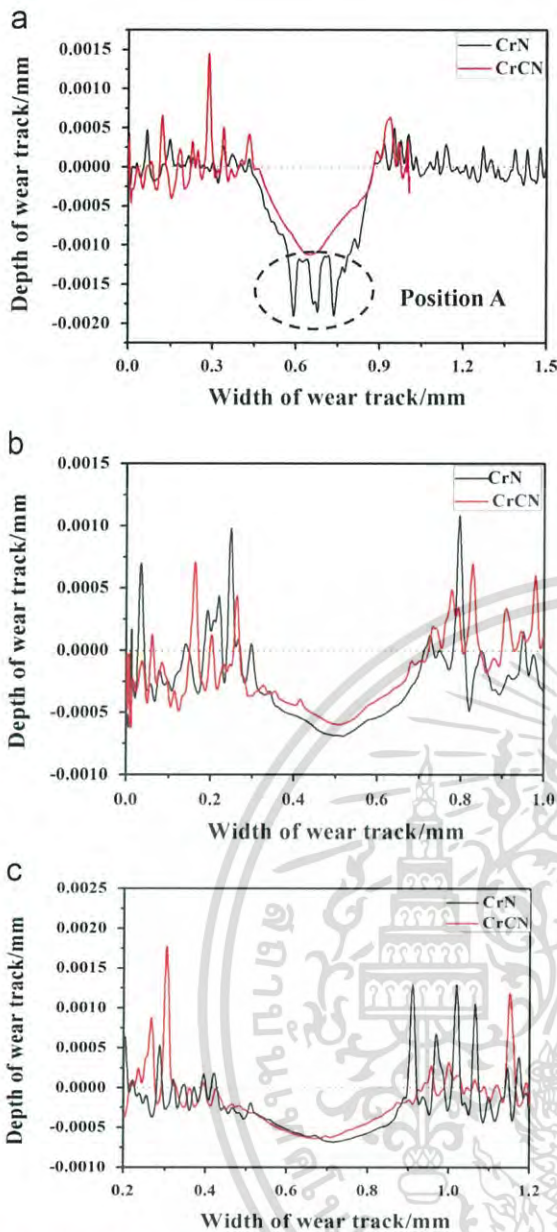 a
0.0015
0.0010
0.0005
0.0000
-0.0005
-0.0010
-0.0015
-0.0020
Depth of wear track/mm
CrN
CrCN
Position A
0.0 0.3 0.6 0.9 1.2 1.5
Width of wear track/mm
b
0.0015
0.0010
0.0005
0.0000
-0.0005
-0.0010
Depth of wear track/mm
CrN
CrCN
0.0 0.2 0.4 0.6 0.8 1.0
Width of wear track/mm
c
0.0025
0.0020
0.0015
0.0010
0.0005
0.0000
-0.0005
-0.0010
Depth of wear track/mm
CrN
CrCN
0.2 0.4 0.6 0.8 1.0 1.2
Width of wear track/mm